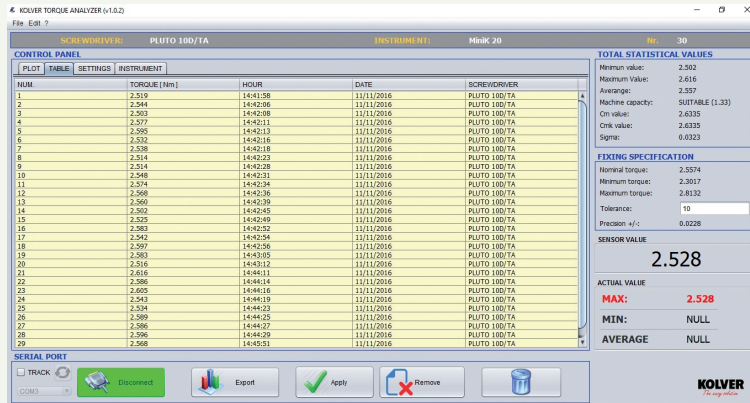 KOLVER TORQUE ANALYZER (v1.0.2)
File Edit ?
SCREWDRIVER: PLUTO 10D/TA INSTRUMENT: MiniK 20 Nr. 30
CONTROL PANEL
PLOT TABLE SETTINGS INSTRUMENT
NUM. TORQUE [ Nm ] HOUR DATE SCREWDRIVER
1 2.519 14:41:58 11/11/2016 PLUTO 10D/TA
2 2.544 14:42:06 11/11/2016 PLUTO 10D/TA
3 2.503 14:42:08 11/11/2016 PLUTO 10D/TA
4 2.577 14:42:11 11/11/2016 PLUTO 10D/TA
5 2.595 14:42:13 11/11/2016 PLUTO 10D/TA
6 2.532 14:42:16 11/11/2016 PLUTO 10D/TA
7 2.538 14:42:18 11/11/2016 PLUTO 10D/TA
8 2.514 14:42:23 11/11/2016 PLUTO 10D/TA
9 2.514 14:42:28 11/11/2016 PLUTO 10D/TA
10 2.548 14:42:31 11/11/2016 PLUTO 10D/TA
11 2.574 14:42:34 11/11/2016 PLUTO 10D/TA
12 2.568 14:42:36 11/11/2016 PLUTO 10D/TA
13 2.560 14:42:39 11/11/2016 PLUTO 10D/TA
14 2.502 14:42:45 11/11/2016 PLUTO 10D/TA
15 2.525 14:42:49 11/11/2016 PLUTO 10D/TA
16 2.583 14:42:52 11/11/2016 PLUTO 10D/TA
17 2.542 14:42:54 11/11/2016 PLUTO 10D/TA
18 2.597 14:42:56 11/11/2016 PLUTO 10D/TA
19 2.583 14:43:05 11/11/2016 PLUTO 10D/TA
20 2.516 14:43:12 11/11/2016 PLUTO 10D/TA
21 2.616 14:44:11 11/11/2016 PLUTO 10D/TA
22 2.586 14:44:14 11/11/2016 PLUTO 10D/TA
23 2.605 14:44:16 11/11/2016 PLUTO 10D/TA
24 2.543 14:44:19 11/11/2016 PLUTO 10D/TA
25 2.534 14:44:23 11/11/2016 PLUTO 10D/TA
26 2.589 14:44:25 11/11/2016 PLUTO 10D/TA
27 2.586 14:44:27 11/11/2016 PLUTO 10D/TA
28 2.596 14:44:29 11/11/2016 PLUTO 10D/TA
29 2.568 14:45:51 11/11/2016 PLUTO 10D/TA
TOTAL STATISTICAL VALUES
Minimun value: 2.502
Maximum Value: 2.616
Averange: 2.557
Machine capacity: SUITABLE (1.33)
Cm value: 2.6335
Cmk value: 2.6335
Sigma: 0.0323
FIXING SPECIFICATION
Nominal torque: 2.5574
Minimum torque: 2.3017
Maximum torque: 2.8132
Tolerance: 10
Precision +/-: 0.0228
SENSOR VALUE
2.528
ACTUAL VALUE
MAX: 2.528
MIN: NULL
AVERAGE NULL
SERIAL PORT
TRACK
COM3
Disconnect
Export
Apply
Remove
KOLVER
The easy solution